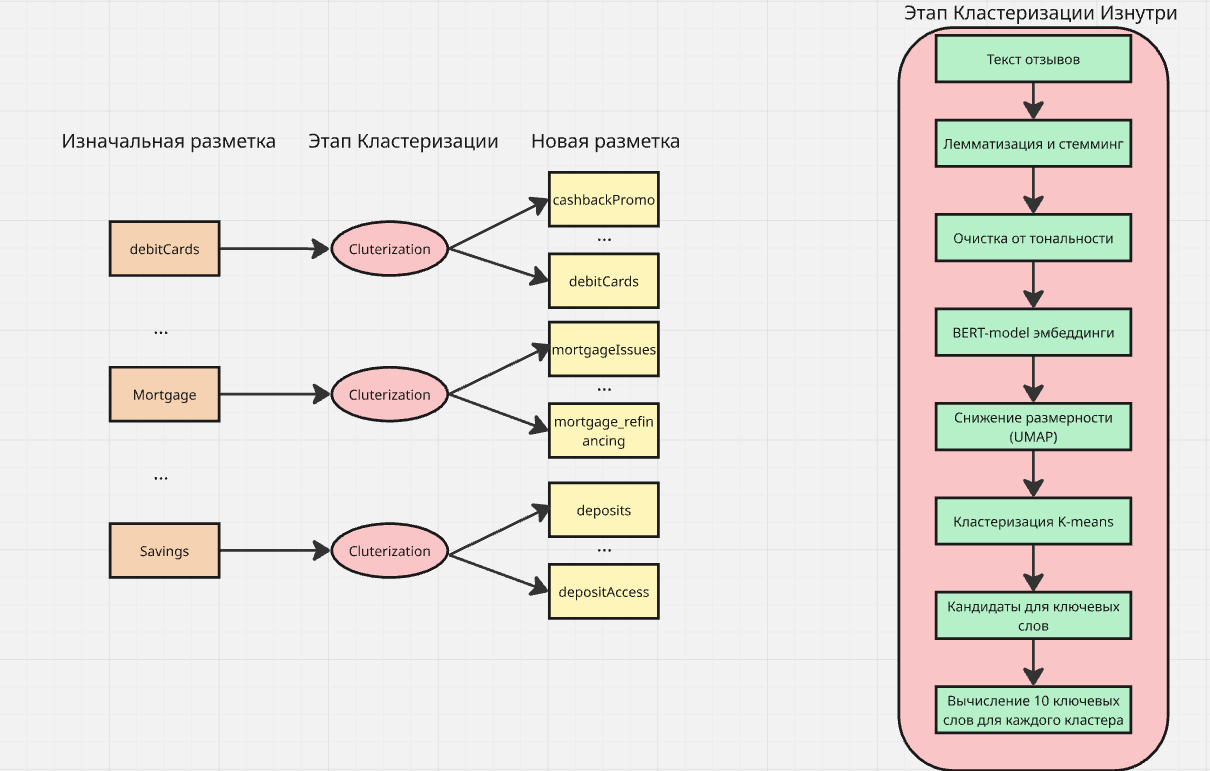 Этап Кластеризации Изнутри
Изначальная разметка
Этап Кластеризации
Новая разметка
debitCards
Cluterization
cashbackPromo
...
debitCards
...
Mortgage
Cluterization
mortgageIssues
...
mortgage_refin
ancing
...
Savings
Cluterization
deposits
...
depositAccess
Текст отзывов
Лемматизация и стемминг
Очистка от тональности
BERT-model эмбеддинги
Снижение размерности
(UMAP)
Кластеризация K-means
Кандидаты для ключевых
слов
Вычисление 10 ключевых
слов для каждого кластера